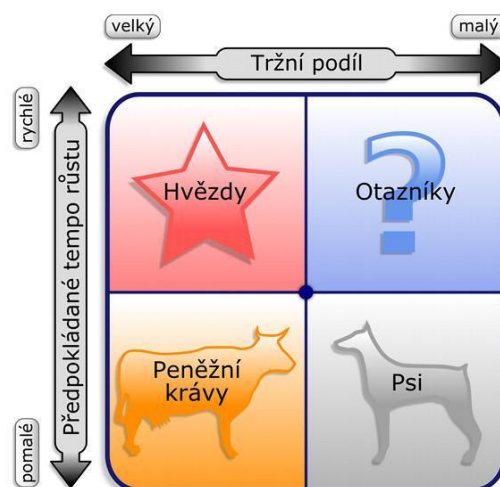 velký
malý
Tržní podíl
rychlé
Předpokládané tempo růstu
pomalé
Hvězdy
Otazníky
?
Peněžní
krávy
Psi